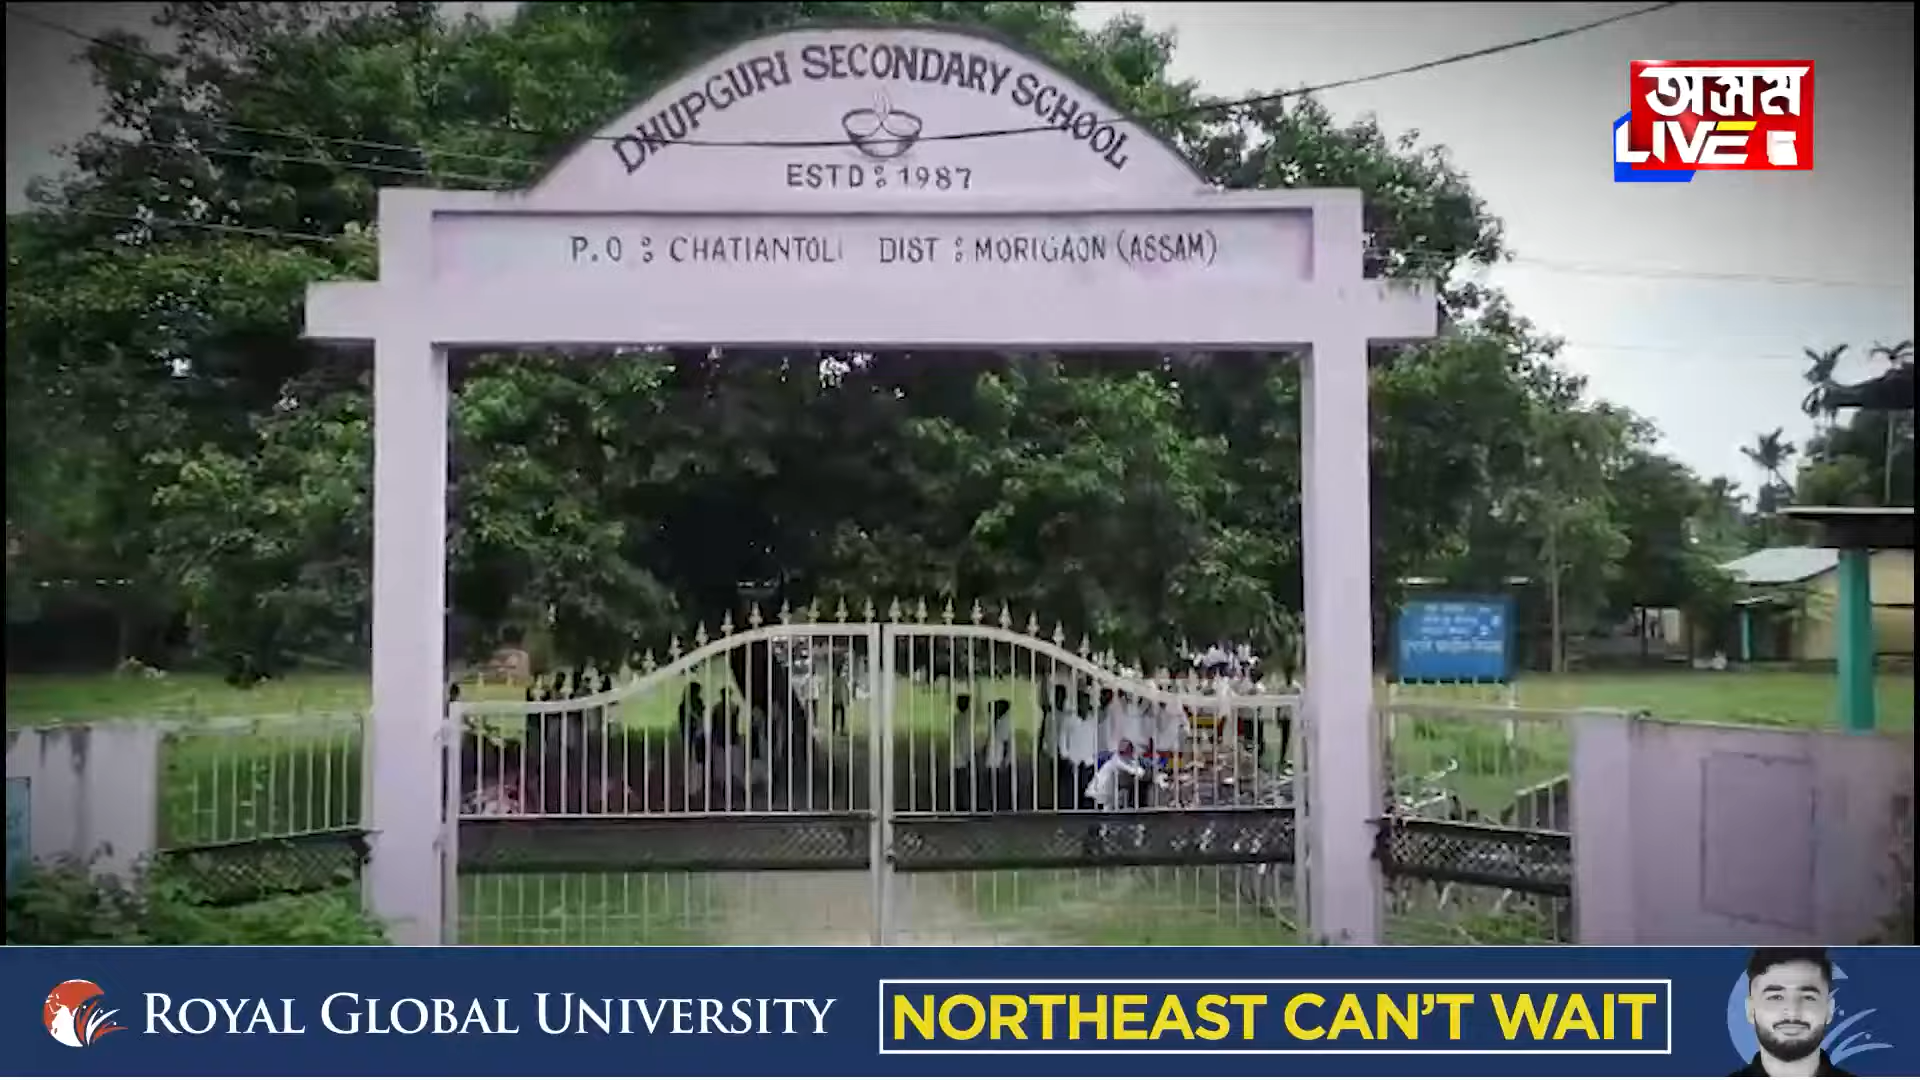 DHUPGURI SECONDARY SCHOOL
ESTD : 1987
P.O : CHATIANTOLI DIST : MORIGAON (ASSAM)
অসম
LIVE
ROYAL GLOBAL UNIVERSITY
NORTHEAST CAN'T WAIT